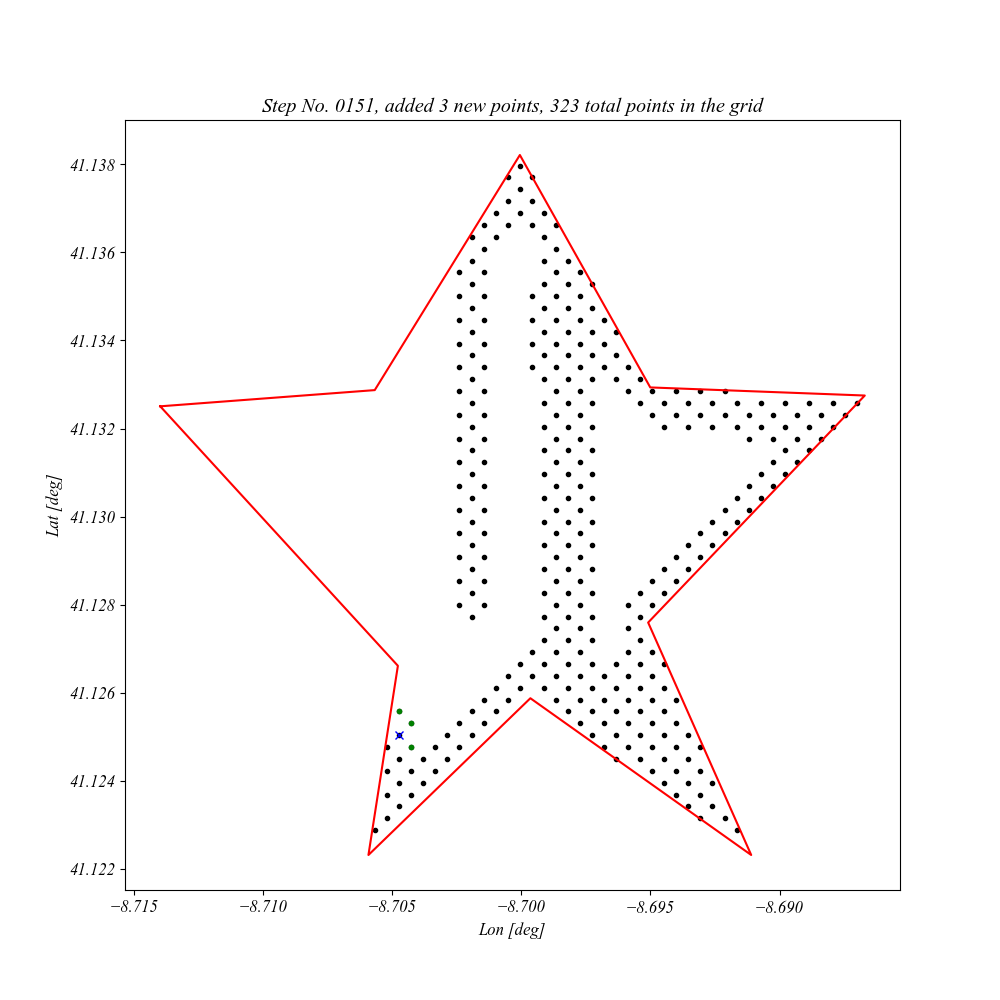 Step No. 0151, added 3 new points, 323 total points in the grid
41.138
41.136
41.134
41.132
41.130
41.128
41.126
41.124
41.122
Lat [deg]
−8.715 −8.710 −8.705 −8.700 −8.695 −8.690
Lon [deg]